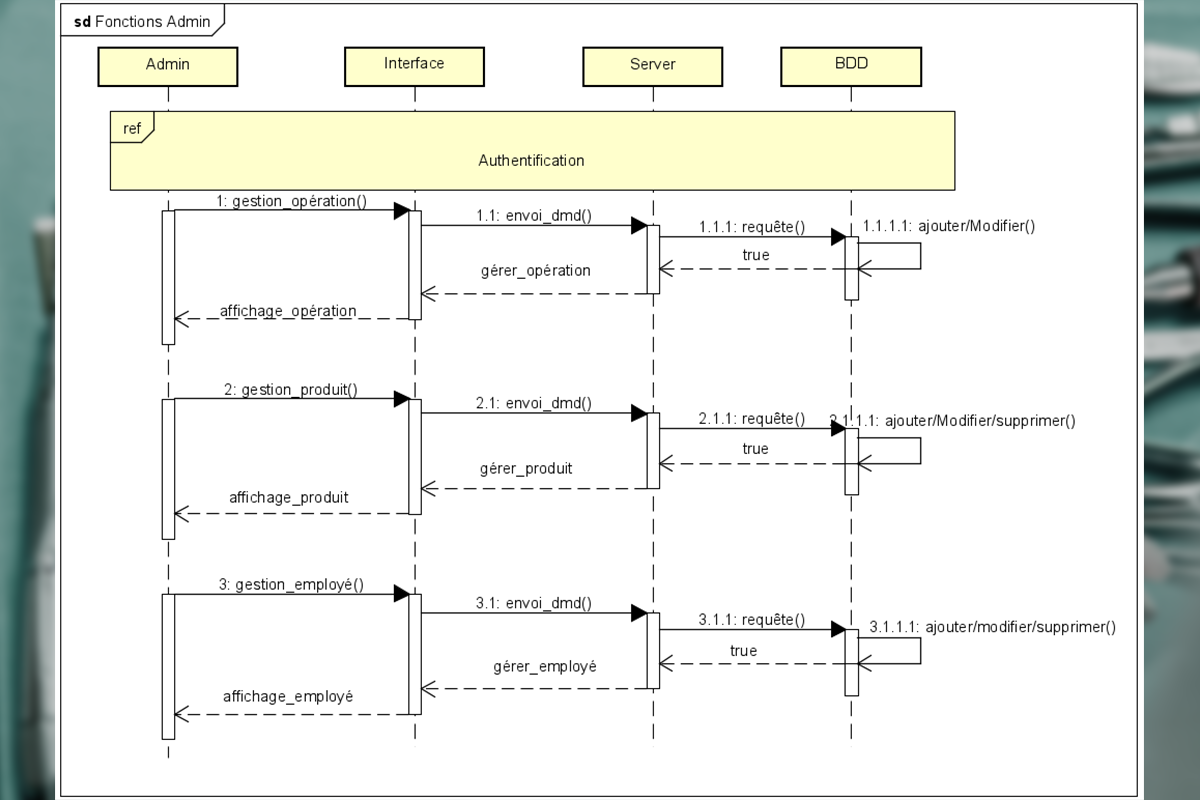 sd Fonctions Admin
Admin
Interface
Server
BDD
ref
Authentification
1: gestion_opération()
1.1: envoi_dmd()
1.1.1: requête()
1.1.1.1: ajouter/Modifier()
true
gérer_opération
affichage_opération
2: gestion_produit()
2.1: envoi_dmd()
2.1.1: requête()
2.1.1.1: ajouter/Modifier/supprimer()
true
gérer_produit
affichage_produit
3: gestion_employé()
3.1: envoi_dmd()
3.1.1: requête()
3.1.1.1: ajouter/modifier/supprimer()
true
gérer_employé
affichage_employé